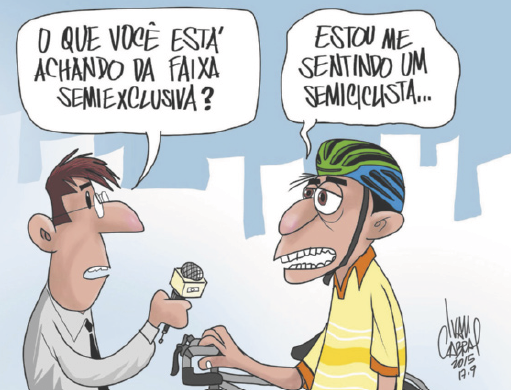 O QUE VOCÊ ESTÁ
ACHANDO DA FAIXA
SEMIEXCLUSIVA?
ESTOU ME
SENTINDO UM
SEMICICLISTA...
IVAN
CABRAL
2015
17.9